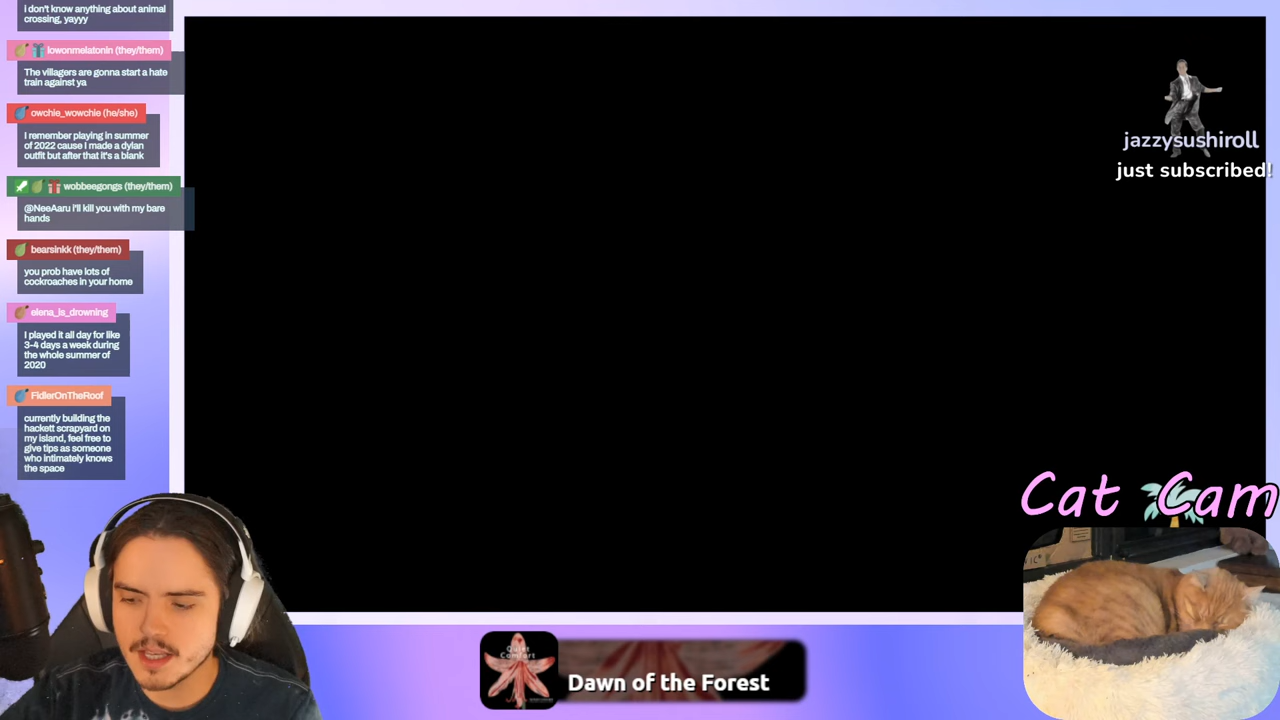 I don't know anything about animal
crossing, yayyy
lowonmelatonin (they/them)
The villagers are gonna start a hate
train against ya
owchie_wowchie (he/she)
I remember playing in summer
of 2022 cause I made a dylan
outfit but after that it's a blank
wobbeegongs (they/them)
@NeeAaru i'll kill you with my bare
hands
bearsinkk (they/them)
you prob have lots of
cockroaches in your home
elena_is_drowning
I played it all day for like
3-4 days a week during
the whole summer of
2020
FidlerOnTheRoof
currently building the
hackett scrapyard on
my island, feel free to
give tips as someone
who intimately knows
the space
jazzysushiroll
just subscribed!
Cat Cam
Quiet
Comfort
Dawn of the Forest